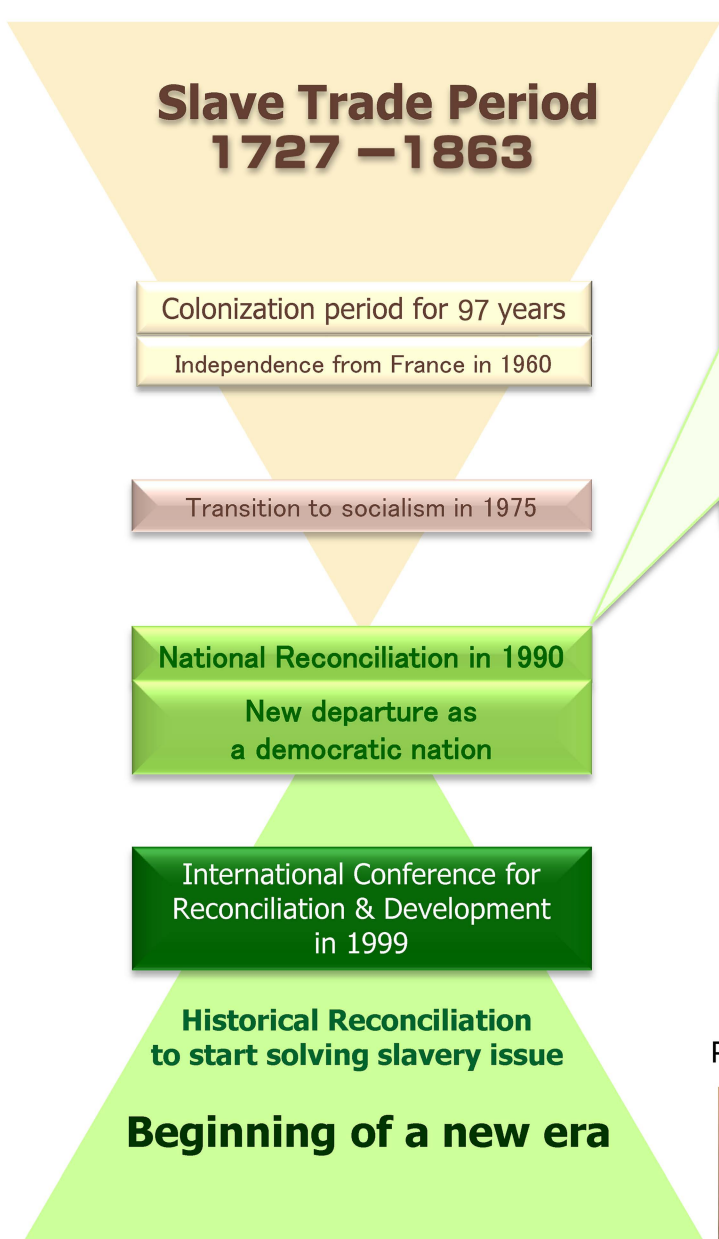 Slave Trade Period
1727 －1863
Colonization period for 97 years
Independence from France in 1960
Transition to socialism in 1975
National Reconciliation in 1990
New departure as
a democratic nation
International Conference for
Reconciliation & Development
in 1999
Historical Reconciliation
to start solving slavery issue
Beginning of a new era